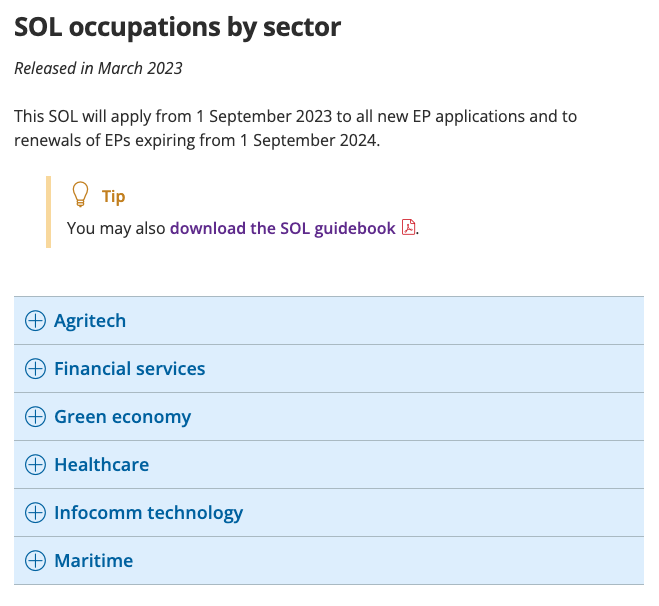 SOL occupations by sector
Released in March 2023
This SOL will apply from 1 September 2023 to all new EP applications and to
renewals of EPs expiring from 1 September 2024.
Tip
You may also download the SOL guidebook.
Agritech
Financial services
Green economy
Healthcare
Infocomm technology
Maritime